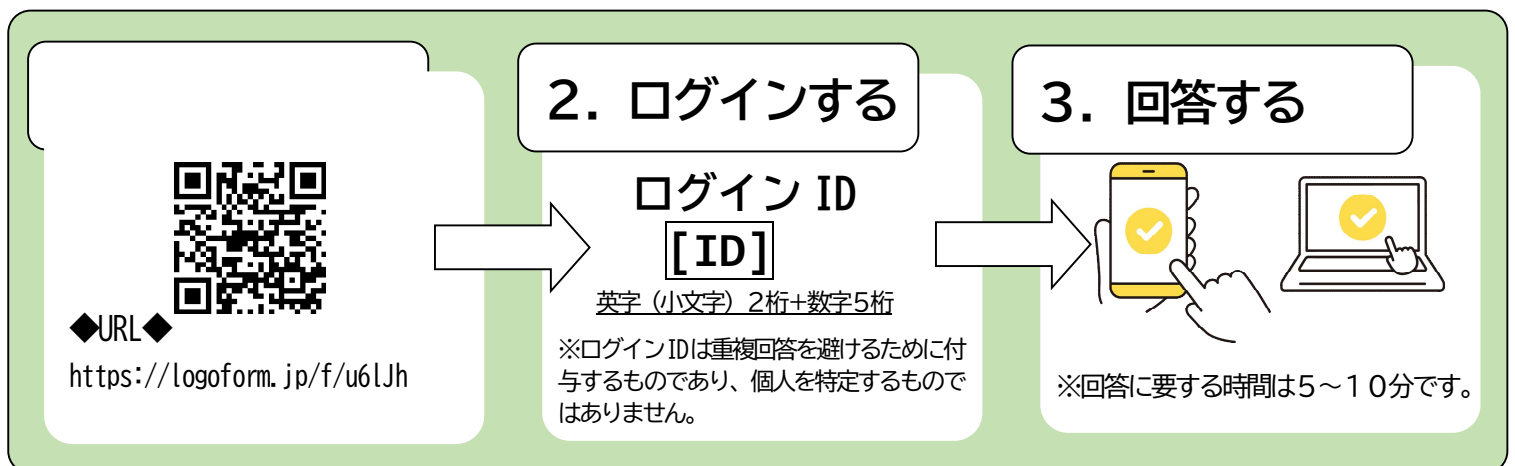 ◆URL◆
https://logoform.jp/f/u6lJh
2. ログインする
ログイン ID
[ID]
英字（小文字）2桁+数字5桁
※ログインIDは重複回答を避けるために付
与するものであり、個人を特定するもので
はありません。
3. 回答する
※回答に要する時間は５～１０分です。